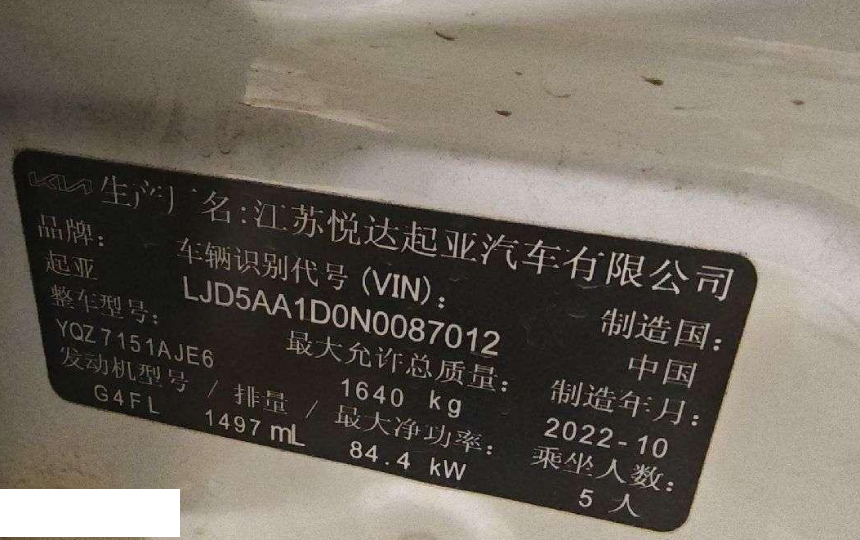 KIA 生产厂名:江苏悦达起亚汽车有限公司
品牌: 车辆识别代号(VIN): 制造国:
起亚 LJD5AA1D0N0087012 中国
整车型号: 最大允许总质量: 制造年月:
YQZ7151AJE6 1640 kg 2022-10
发动机型号 / 排量 / 最大净功率: 乘坐人数:
G4FL 1497 mL 84.4 kW 5 人